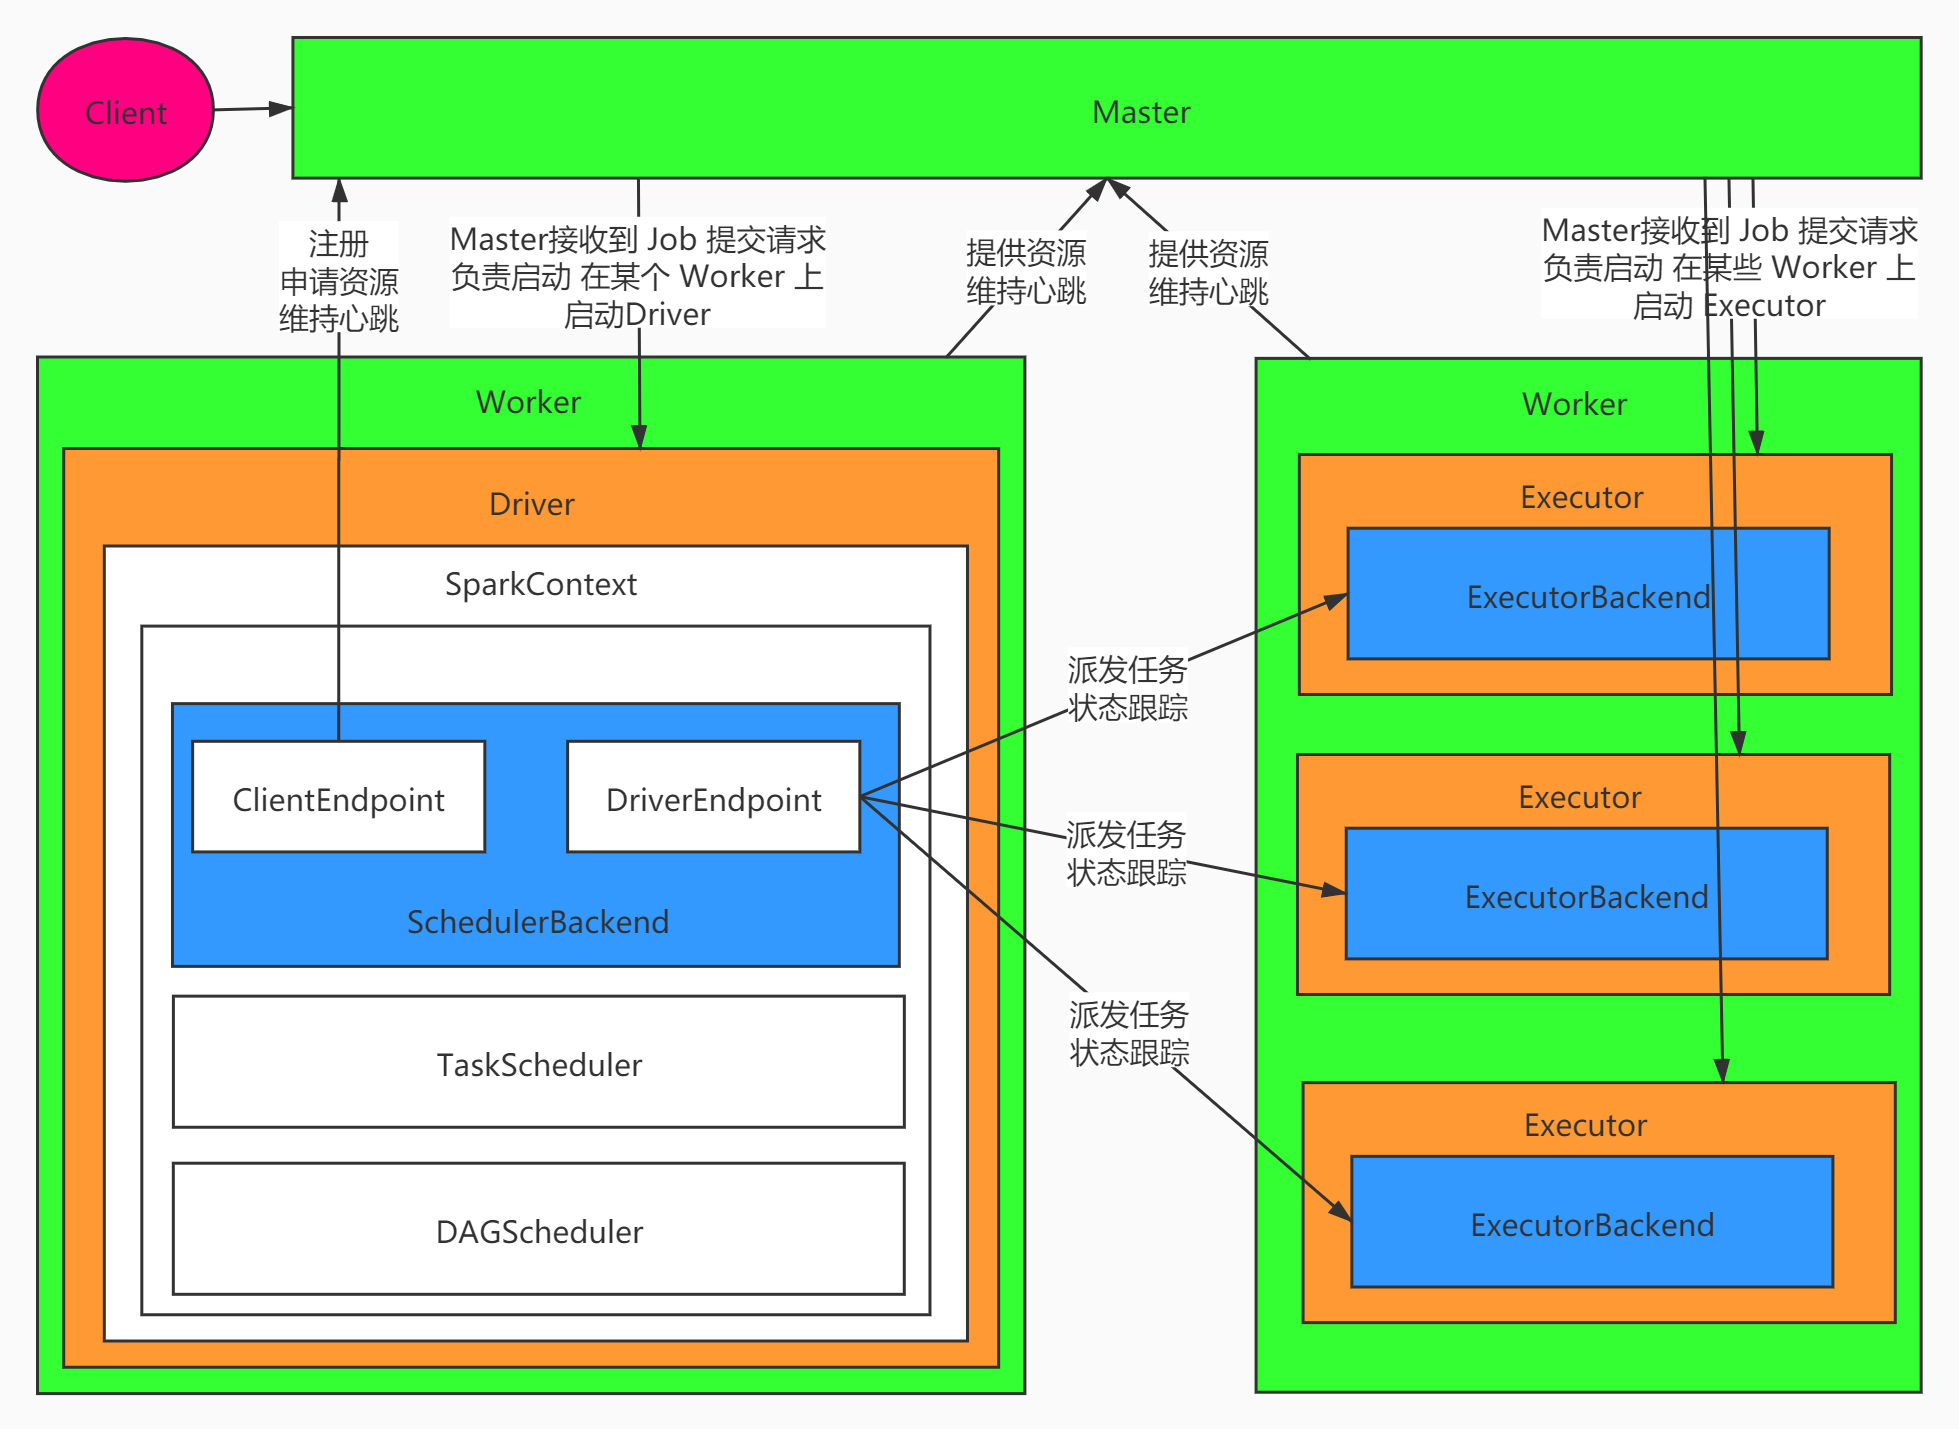 Client
Master
注册
申请资源
维持心跳
Master接收到 Job 提交请求
负责启动 在某个 Worker 上
启动Driver
提供资源
维持心跳
提供资源
维持心跳
Master接收到 Job 提交请求
负责启动 在某些 Worker 上
启动 Executor
Worker
Driver
SparkContext
ClientEndpoint
DriverEndpoint
SchedulerBackend
TaskScheduler
DAGScheduler
派发任务
状态跟踪
派发任务
状态跟踪
派发任务
状态跟踪
Worker
Executor
ExecutorBackend
Executor
ExecutorBackend
Executor
ExecutorBackend